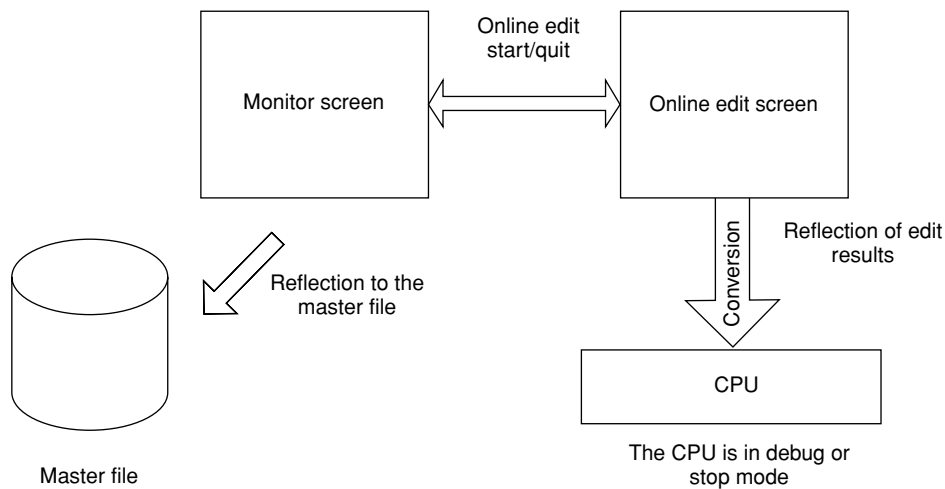 Online edit
start/quit
Monitor screen
Online edit screen
Conversion
Reflection of edit
results
Reflection to the
master file
CPU
The CPU is in debug or
stop mode
Master file